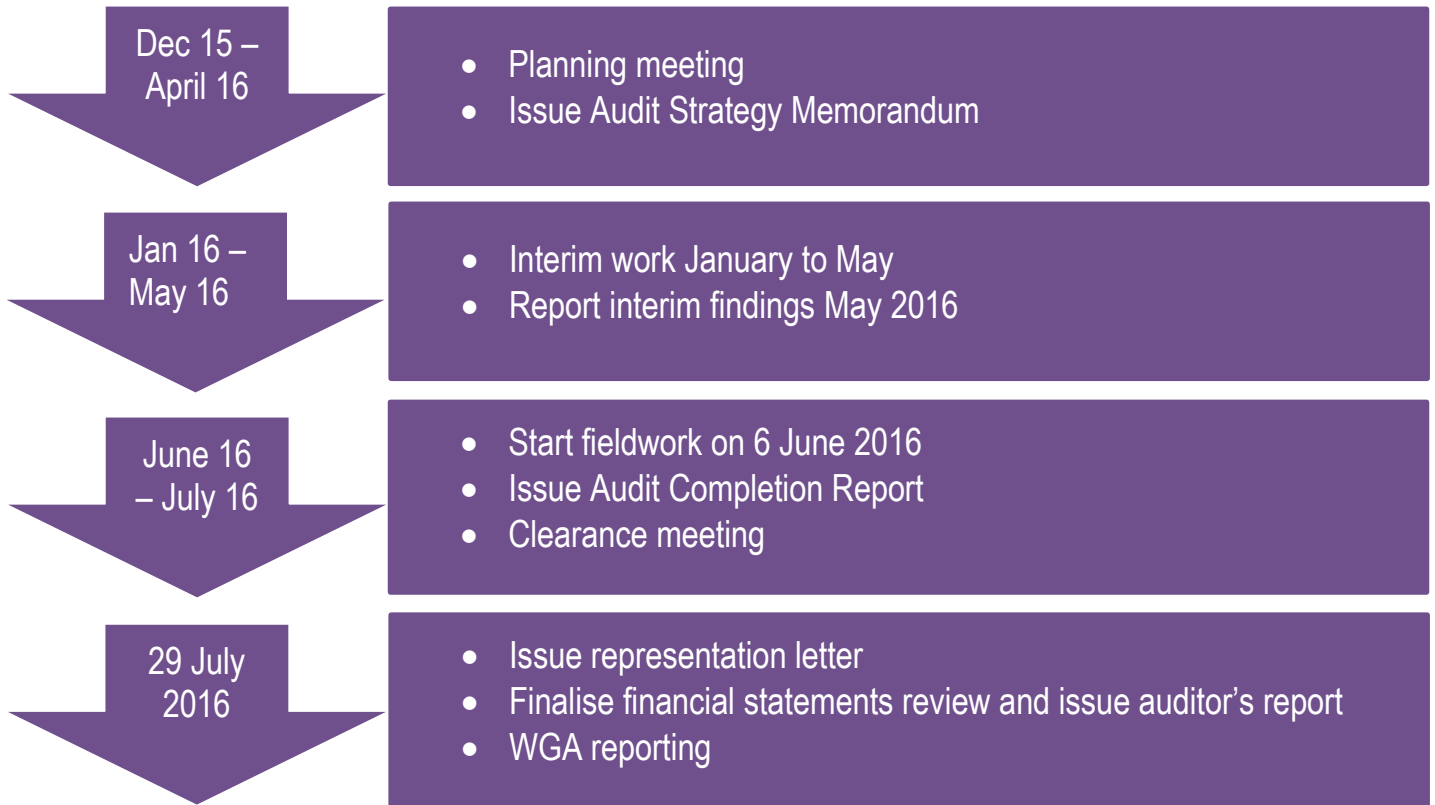 Dec 15 –
April 16
• Planning meeting
• Issue Audit Strategy Memorandum
Jan 16 –
May 16
• Interim work January to May
• Report interim findings May 2016
June 16
– July 16
• Start fieldwork on 6 June 2016
• Issue Audit Completion Report
• Clearance meeting
29 July
2016
• Issue representation letter
• Finalise financial statements review and issue auditor’s report
• WGA reporting